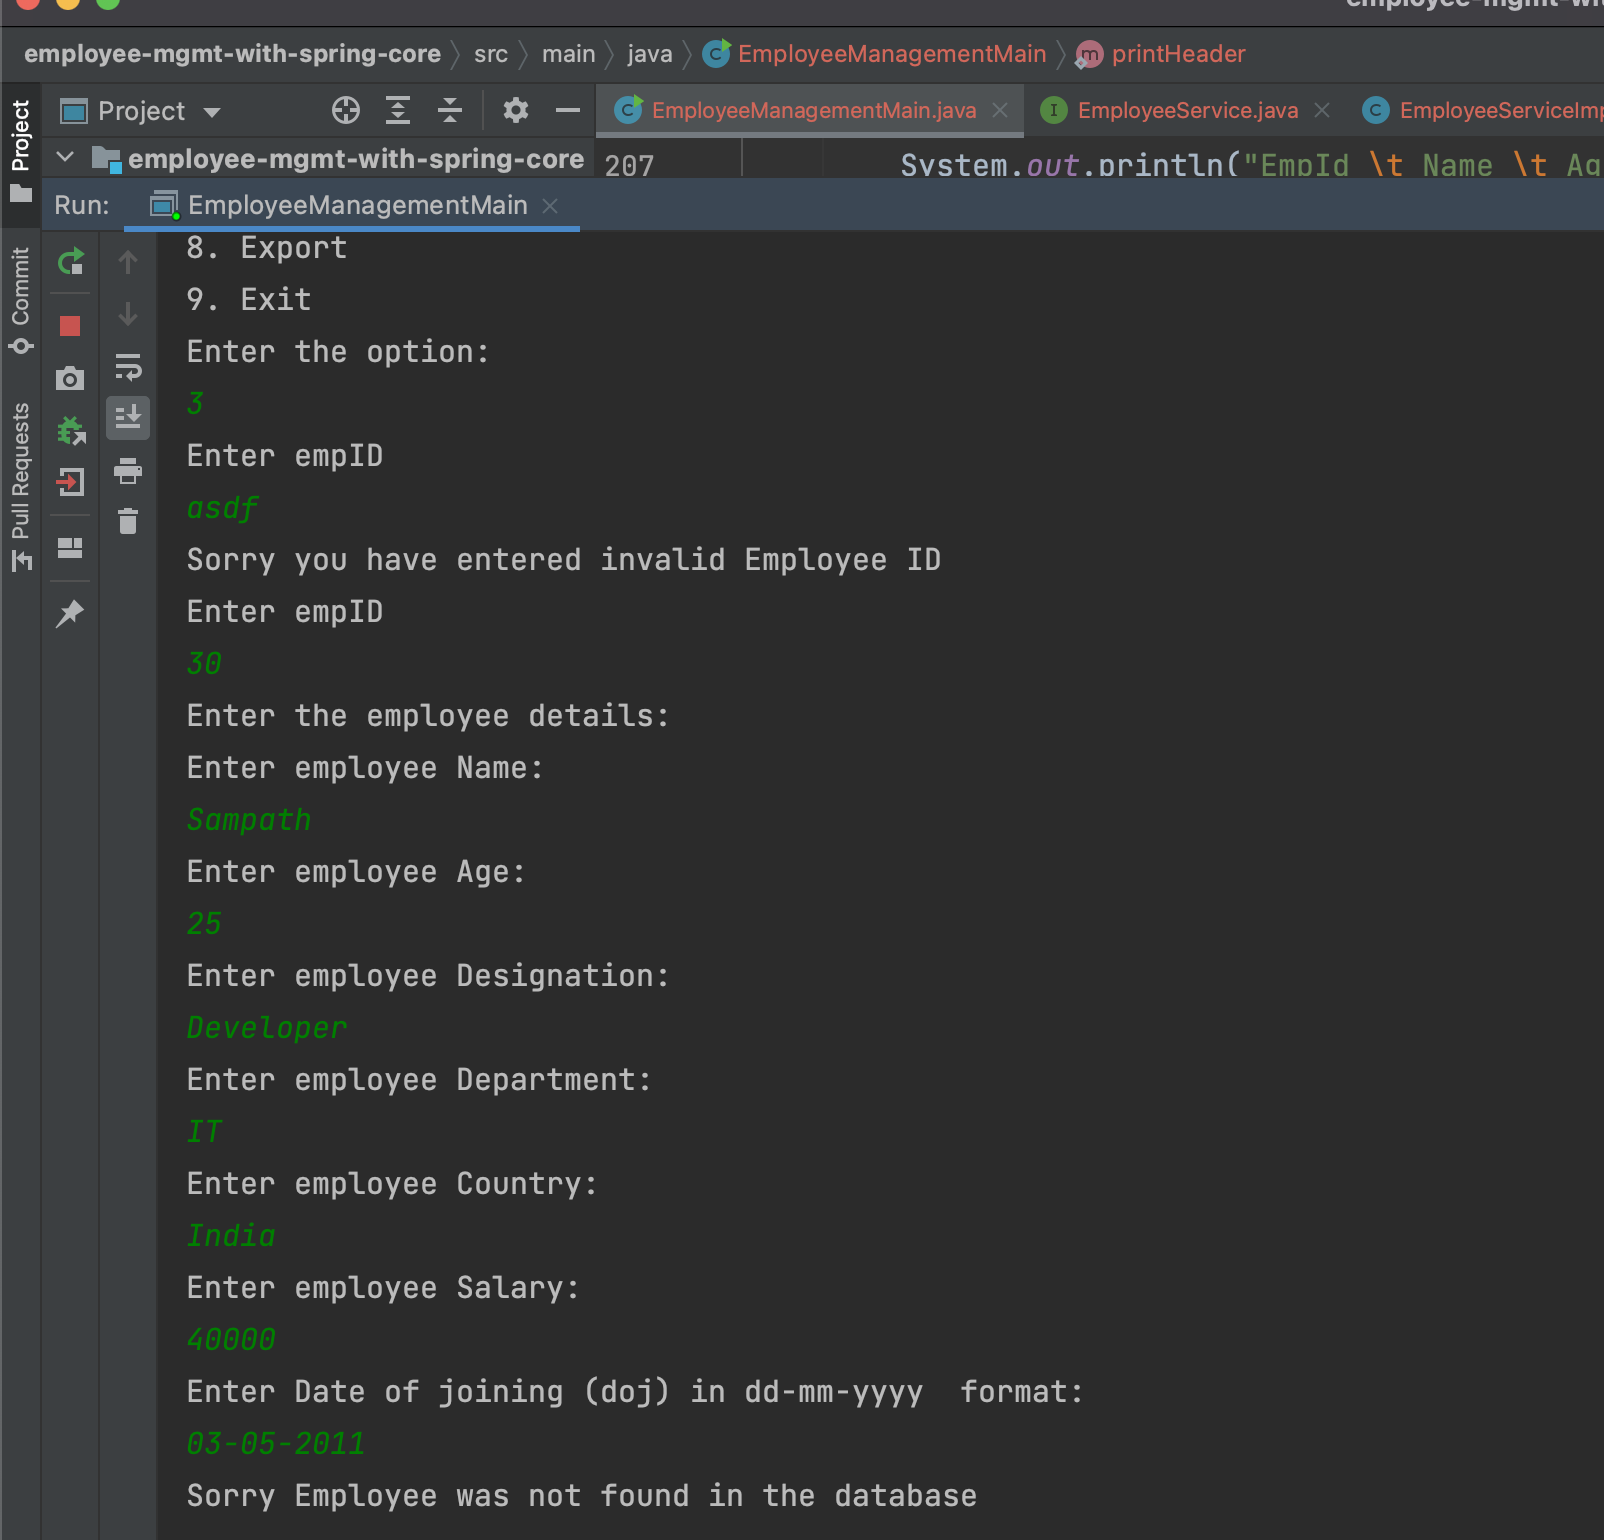 employee-mgmt-with-spring-core src main java EmployeeManagementMain printHeader
Project EmployeeManagementMain.java EmployeeService.java
employee-mgmt-with-spring-core 207 System.out.println("EmpId \t Name \t
Run: EmployeeManagementMain
Project
Commit
Pull Requests
8. Export
9. Exit
Enter the option:
3
Enter empID
asdf
Sorry you have entered invalid Employee ID
Enter empID
30
Enter the employee details:
Enter employee Name:
Sampath
Enter employee Age:
25
Enter employee Designation:
Developer
Enter employee Department:
IT
Enter employee Country:
India
Enter employee Salary:
40000
Enter Date of joining (doj) in dd-mm-yyyy  format:
03-05-2011
Sorry Employee was not found in the database